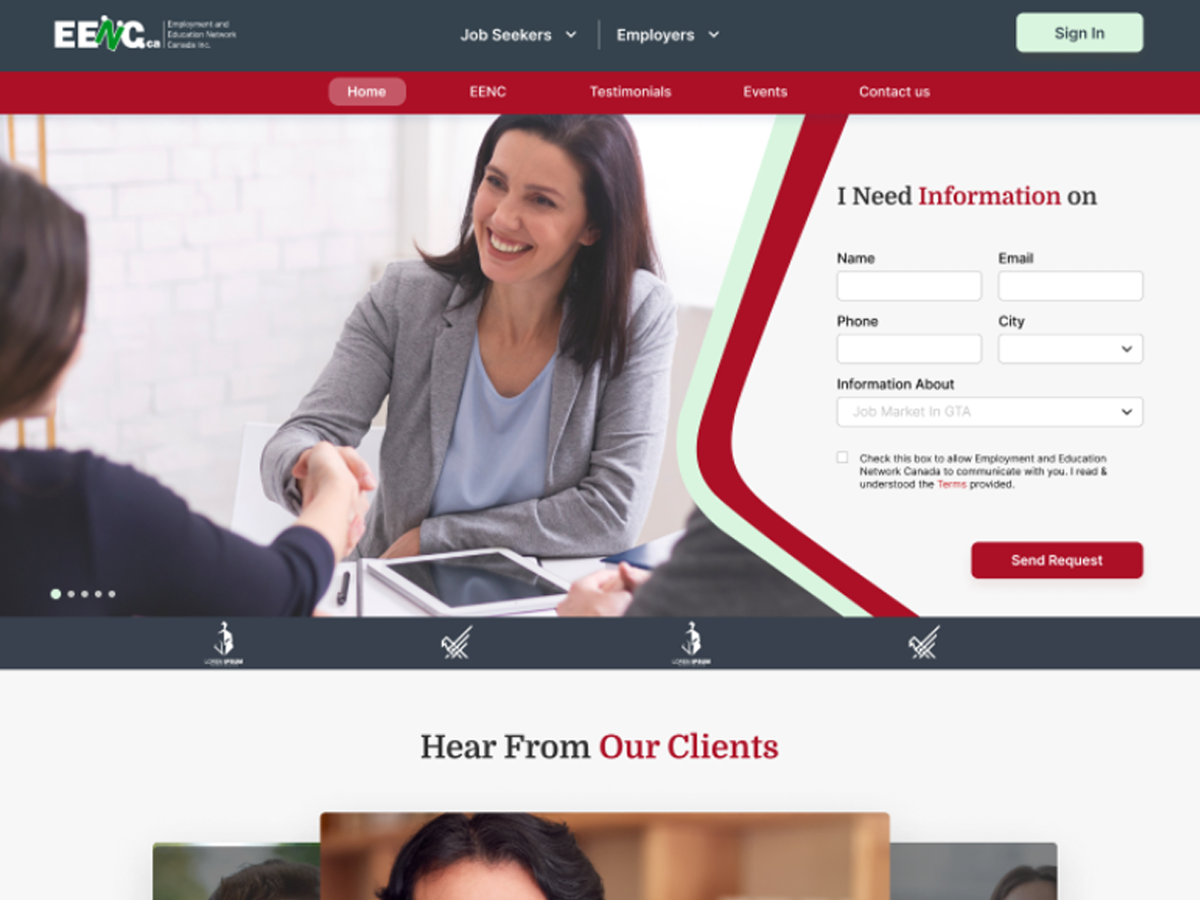 EENC.ca
Employment and
Education Network
Canada Inc.
Job Seekers
Employers
Sign In
Home
EENC
Testimonials
Events
Contact us
I Need Information on
Name
Email
Phone
City
Information About
Job Market In GTA
Check this box to allow Employment and Education
Network Canada to communicate with you. I read &
understood the Terms provided.
Send Request
LOREM IPSUM
LOREM IPSUM
Hear From Our Clients